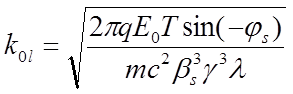 k_{0l} = \sqrt{\frac{2\pi q E_0 T \sin(-\varphi_s)}{mc^2 \beta_s^3 \gamma^3 \lambda}}